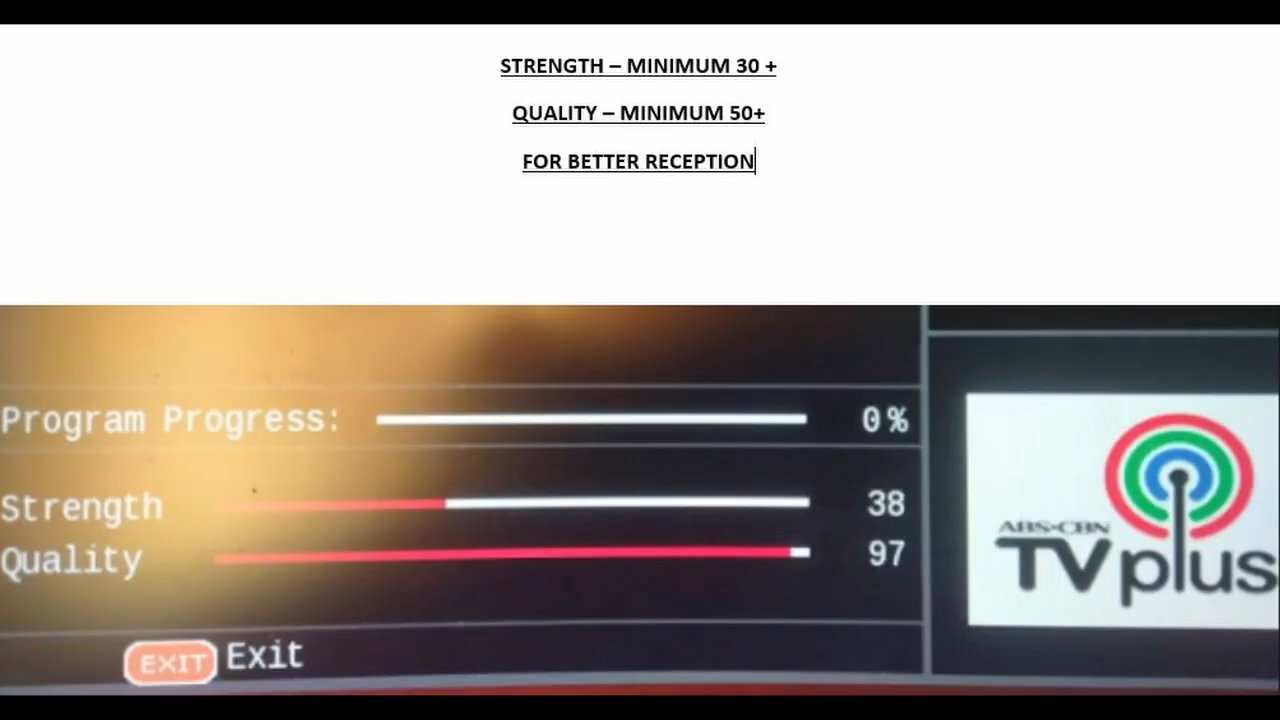 STRENGTH – MINIMUM 30 +
QUALITY – MINIMUM 50+
FOR BETTER RECEPTION
Program Progress: 0%
Strength 38
Quality 97
EXIT Exit
ABS-CBN
TVplus